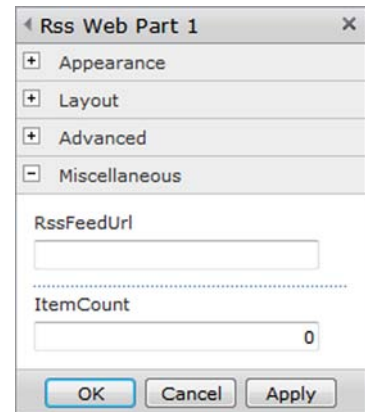 Rss Web Part 1
Appearance
Layout
Advanced
Miscellaneous
RssFeedUrl
ItemCount
0
OK Cancel Apply